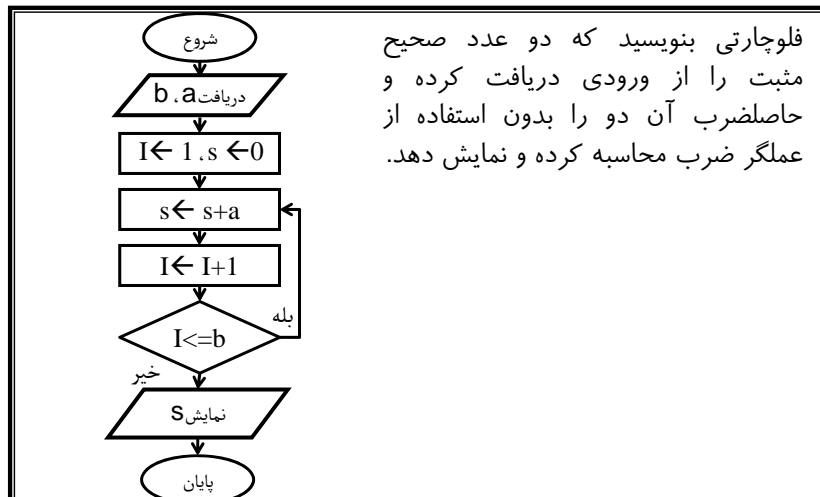 فلوچارتی بنویسید که دو عدد صحیح
مثبت را از ورودی دریافت کرده و
حاصلضرب آن دو را بدون استفاده از
عملگر ضرب محاسبه کرده و نمایش دهد.
شروع
دریافت b ، a
I← 1 ، s ←0
s← s+a
I← I+1
I<=b
بله
خیر
نمایش s
پایان